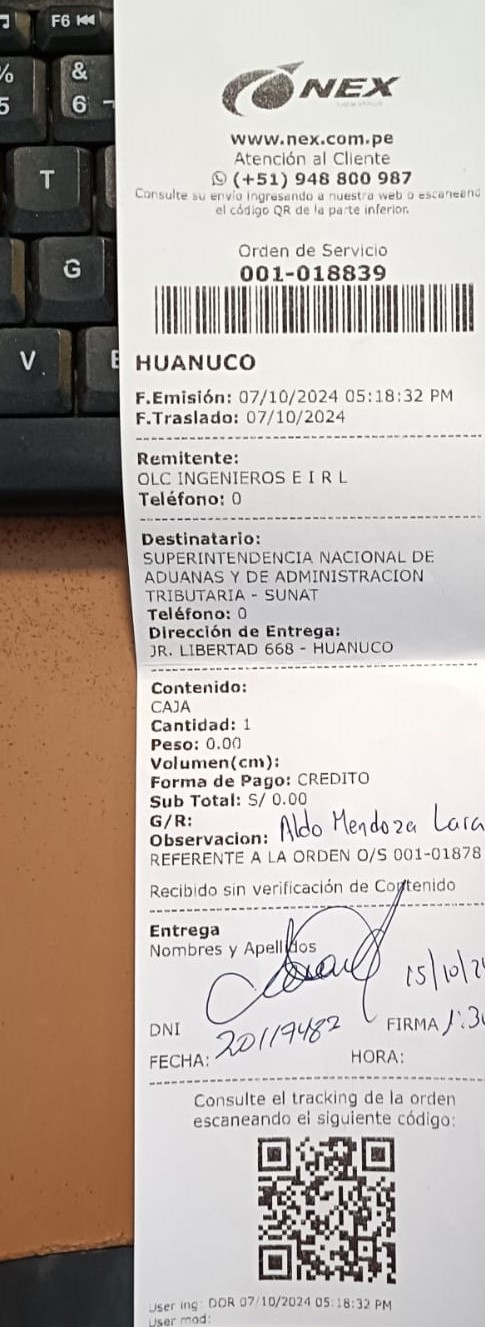 F6
%
5
&
6
T
G
V
NEX
www.nex.com.pe
Atención al Cliente
(+51) 948 800 987
Consulte su envío ingresando a nuestra web o escaneand
el código QR de la parte inferior.
Orden de Servicio
001-018839
HUANUCO
F.Emisión: 07/10/2024 05:18:32 PM
F.Traslado: 07/10/2024
Remitente:
OLC INGENIEROS E I R L
Teléfono: 0
Destinatario:
SUPERINTENDENCIA NACIONAL DE
ADUANAS Y DE ADMINISTRACION
TRIBUTARIA - SUNAT
Teléfono: 0
Dirección de Entrega:
JR. LIBERTAD 668 - HUANUCO
Contenido:
CAJA
Cantidad: 1
Peso: 0.00
Volumen(cm):
Forma de Pago: CREDITO
Sub Total: S/ 0.00
G/R:
Observacion: Aldo Mendoza Lara
REFERENTE A LA ORDEN O/S 001-01878
Recibido sin verificación de Contenido
Entrega
Nombres y Apellidos
15/10/24
DNI 20117482 FIRMA 1:30
FECHA: HORA:
Consulte el tracking de la orden
escaneando el siguiente código:
User ing: DOR 07/10/2024 05:18:32 PM
User mod: